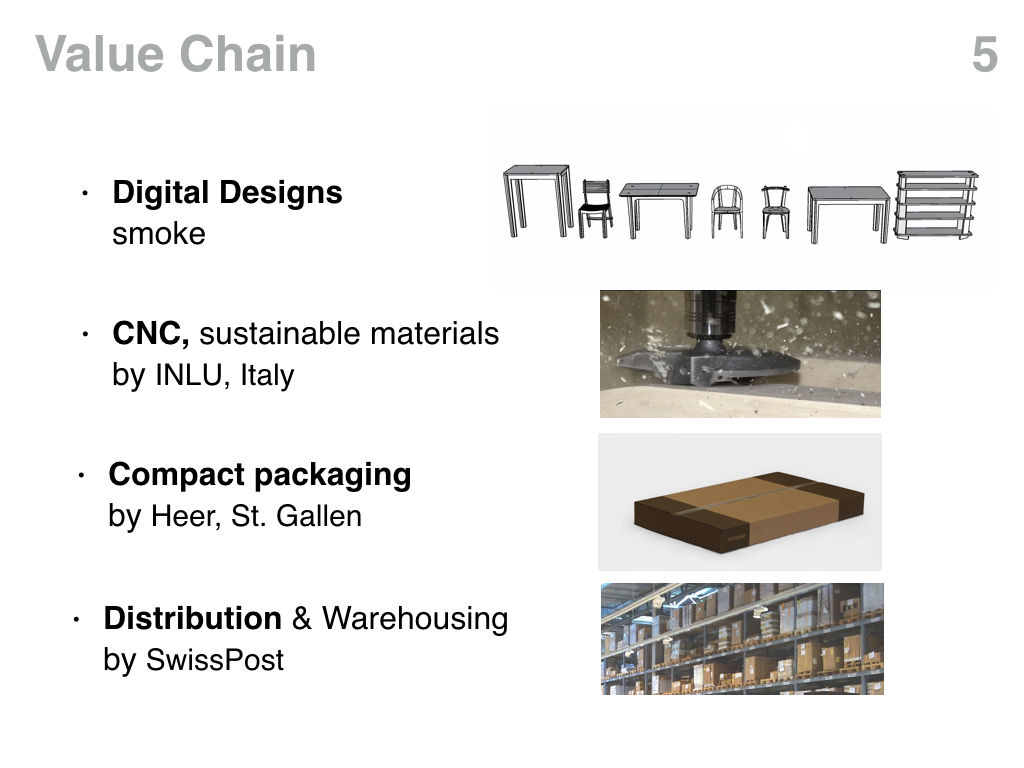 Value Chain
5
• Digital Designs
smoke
• CNC, sustainable materials
by INLU, Italy
• Compact packaging
by Heer, St. Gallen
smoke
• Distribution & Warehousing
by SwissPost